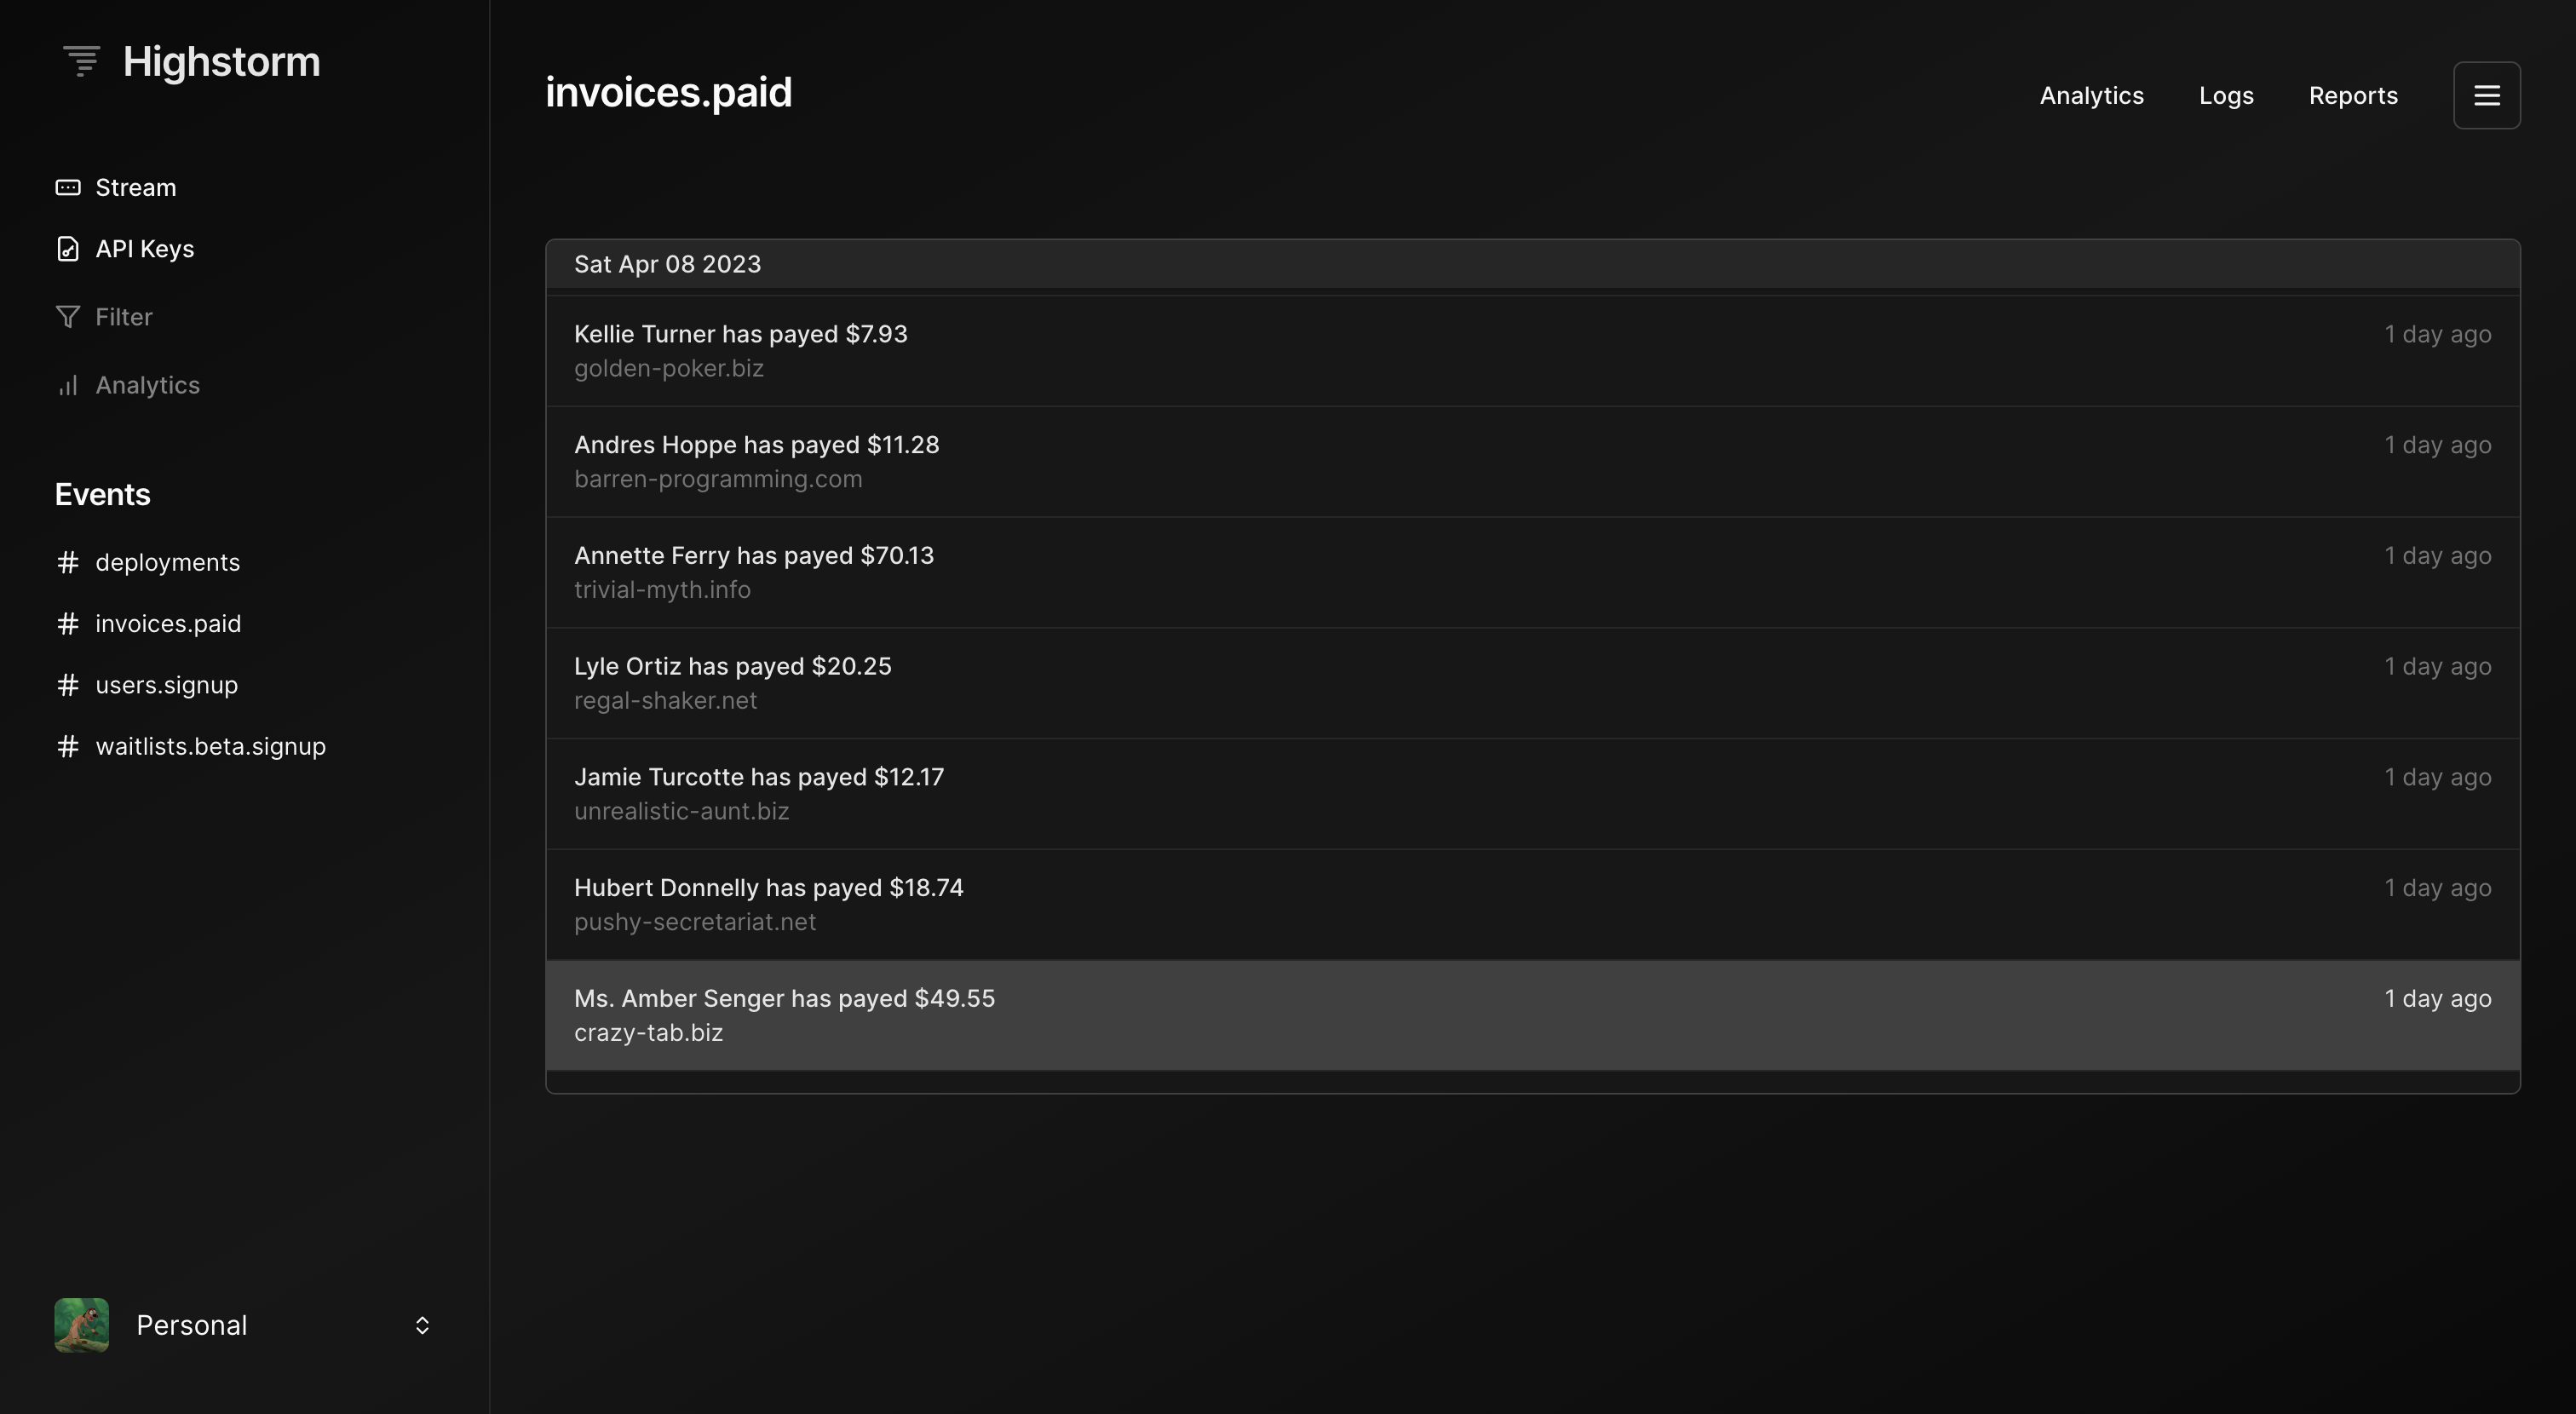 Highstorm
Stream
API Keys
Filter
Analytics
Events
deployments
invoices.paid
users.signup
waitlists.beta.signup
Personal
invoices.paid
Analytics
Logs
Reports
Sat Apr 08 2023
Kellie Turner has payed $7.93
1 day ago
golden-poker.biz
Andres Hoppe has payed $11.28
1 day ago
barren-programming.com
Annette Ferry has payed $70.13
1 day ago
trivial-myth.info
Lyle Ortiz has payed $20.25
1 day ago
regal-shaker.net
Jamie Turcotte has payed $12.17
1 day ago
unrealistic-aunt.biz
Hubert Donnelly has payed $18.74
1 day ago
pushy-secretariat.net
Ms. Amber Senger has payed $49.55
1 day ago
crazy-tab.biz